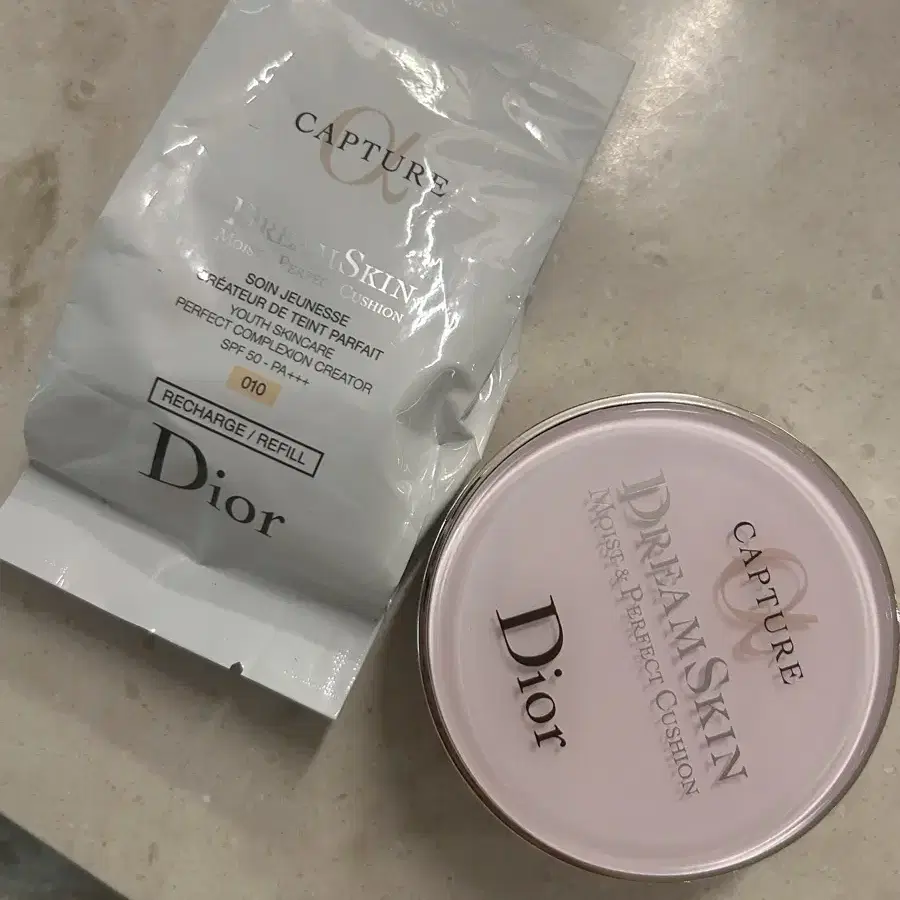 CAPTURE
DREAMSKIN
MOIST & PERFECT CUSHION
SOIN JEUNESSE
CRÉATEUR DE TEINT PARFAIT
YOUTH SKINCARE
PERFECT COMPLEXION CREATOR
SPF 50 - PA+++
010
RECHARGE / REFILL
Dior
CAPTURE
DREAMSKIN
MOIST & PERFECT CUSHION
Dior